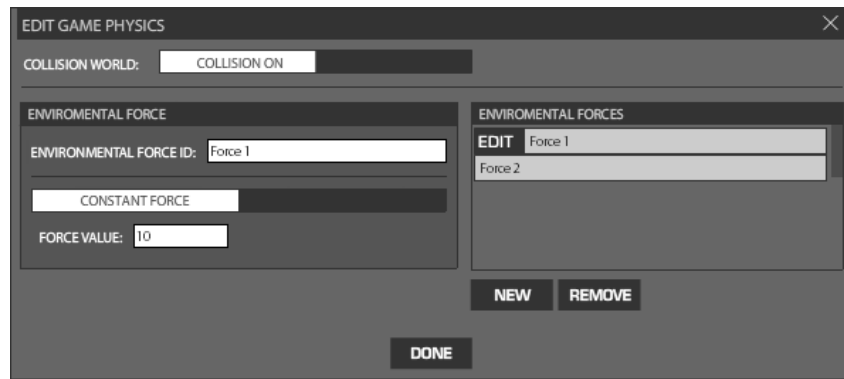 EDIT GAME PHYSICS
COLLISION WORLD: COLLISION ON
ENVIROMENTAL FORCE
ENVIRONMENTAL FORCE ID: Force 1
CONSTANT FORCE
FORCE VALUE: 10
ENVIROMENTAL FORCES
EDIT Force 1
Force 2
NEW REMOVE
DONE